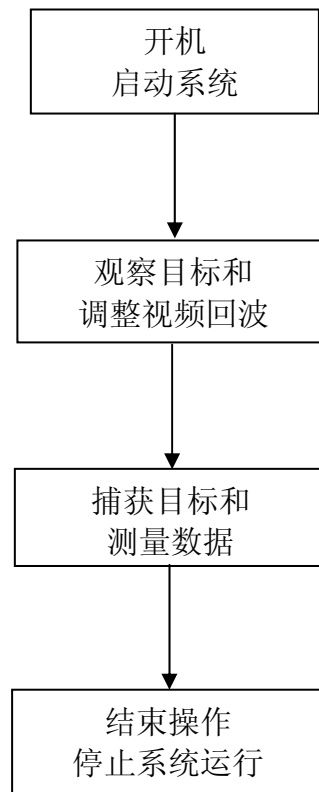 开机
启动系统
观察目标和
调整视频回波
捕获目标和
测量数据
结束操作
停止系统运行